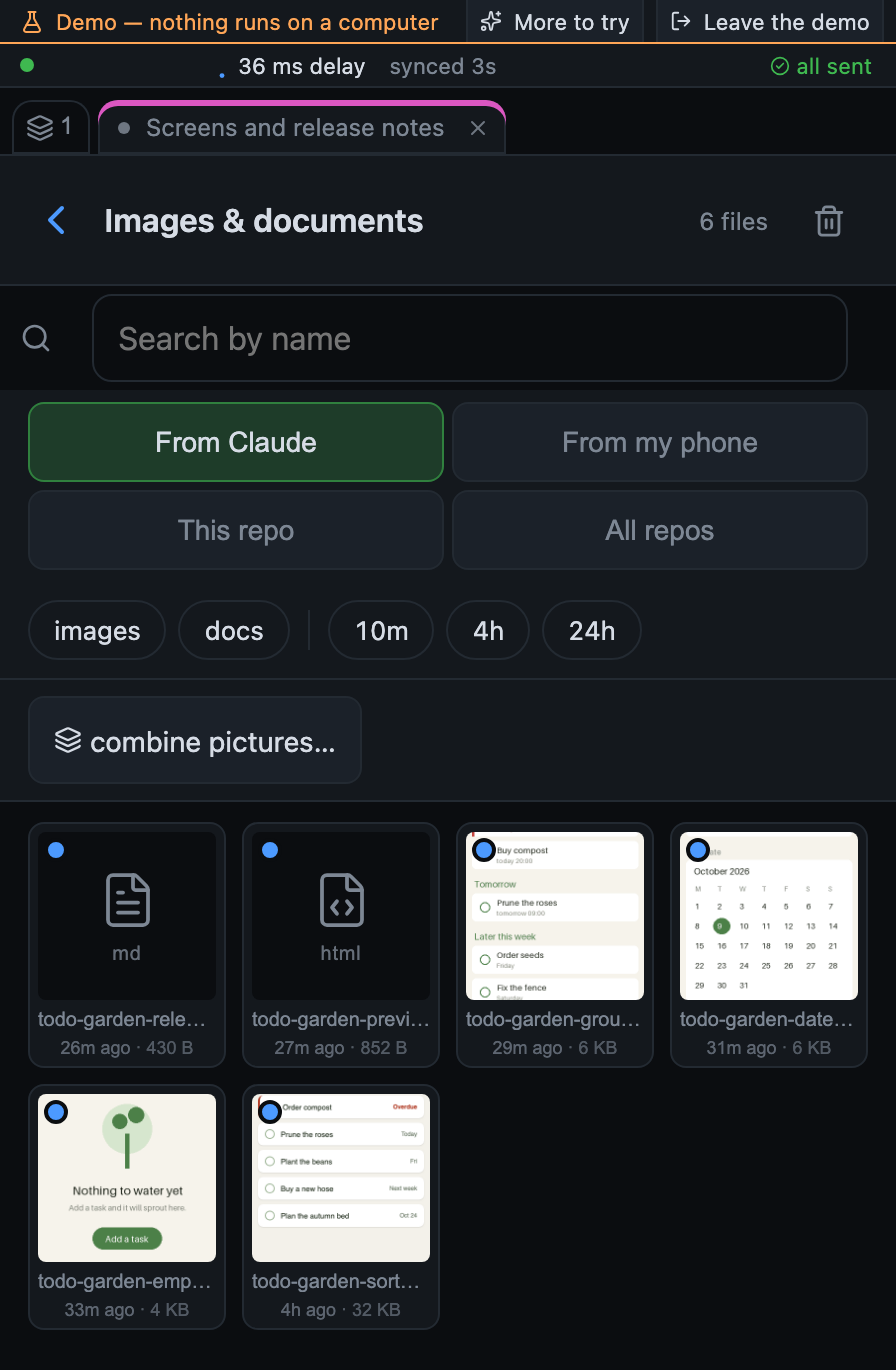 Demo — nothing runs on a computer
More to try
Leave the demo
36 ms delay synced 3s
all sent
1
Screens and release notes
Images & documents
6 files
Search by name
From Claude
From my phone
This repo
All repos
images
docs
10m
4h
24h
combine pictures...
md
todo-garden-rele...
26m ago · 430 B
html
todo-garden-previ...
27m ago · 852 B
Buy compost
today 20:00
Tomorrow
Prune the roses
tomorrow 09:00
Later this week
Order seeds
Friday
Fix the fence
Saturday
todo-garden-grou...
29m ago · 6 KB
October 2026
M T W T F S S
1 2 3 4 5 6 7
8 9 10 11 12 13 14
15 16 17 18 19 20 21
22 23 24 25 26 27 28
29 30 31
todo-garden-date...
31m ago · 6 KB
Nothing to water yet
Add a task and it will sprout here.
Add a task
todo-garden-emp...
33m ago · 4 KB
Order compost Overdue
Prune the roses Today
Plant the beans Fri
Buy a new hose Next week
Plan the autumn bed Oct 24
todo-garden-sort...
4h ago · 32 KB